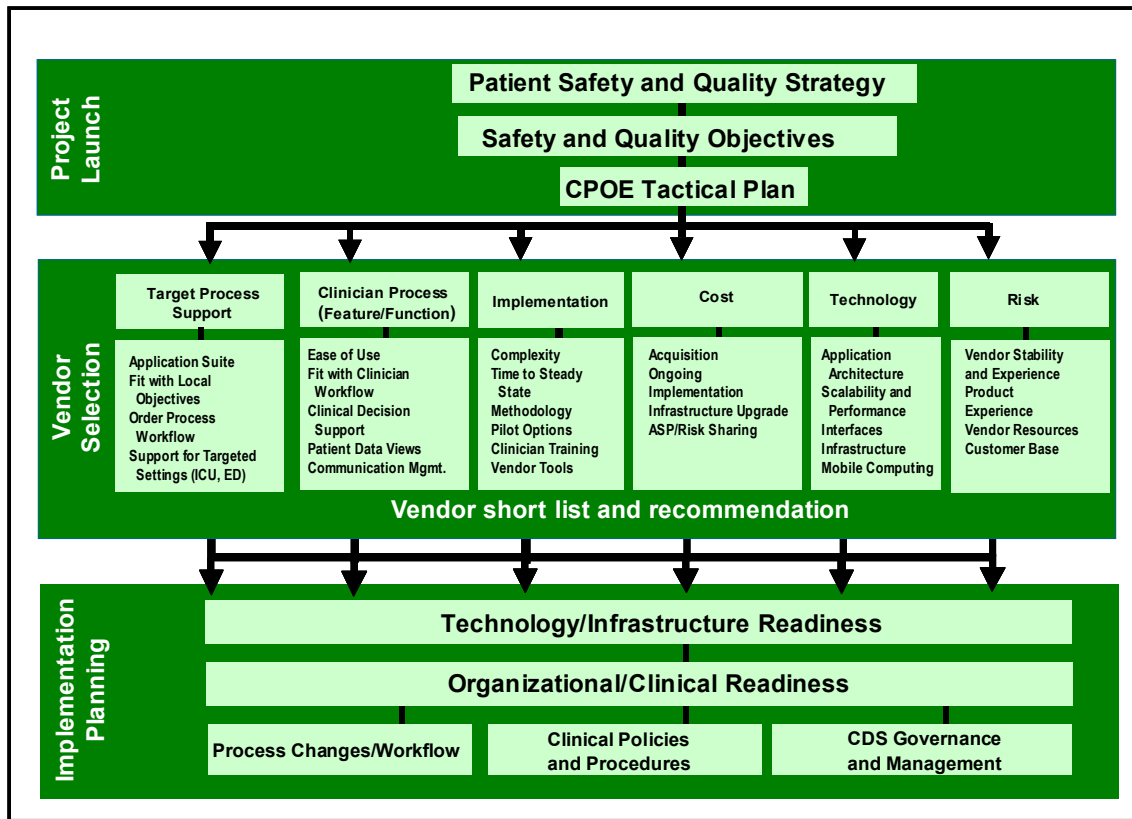 Project
Launch
Patient Safety and Quality Strategy
Safety and Quality Objectives
CPOE Tactical Plan
Vendor
Selection
Target Process
Support
Application Suite
Fit with Local
Objectives
Order Process
Workflow
Support for Targeted
Settings (ICU, ED)
Clinician Process
(Feature/Function)
Ease of Use
Fit with Clinician
Workflow
Clinical Decision
Support
Patient Data Views
Communication Mgmt.
Implementation
Complexity
Time to Steady
State
Methodology
Pilot Options
Clinician Training
Vendor Tools
Cost
Acquisition
Ongoing
Implementation
Infrastructure Upgrade
ASP/Risk Sharing
Technology
Application
Architecture
Scalability and
Performance
Interfaces
Infrastructure
Mobile Computing
Risk
Vendor Stability
and Experience
Product
Experience
Vendor Resources
Customer Base
Vendor short list and recommendation
Implementation
Planning
Technology/Infrastructure Readiness
Organizational/Clinical Readiness
Process Changes/Workflow
Clinical Policies
and Procedures
CDS Governance
and Management